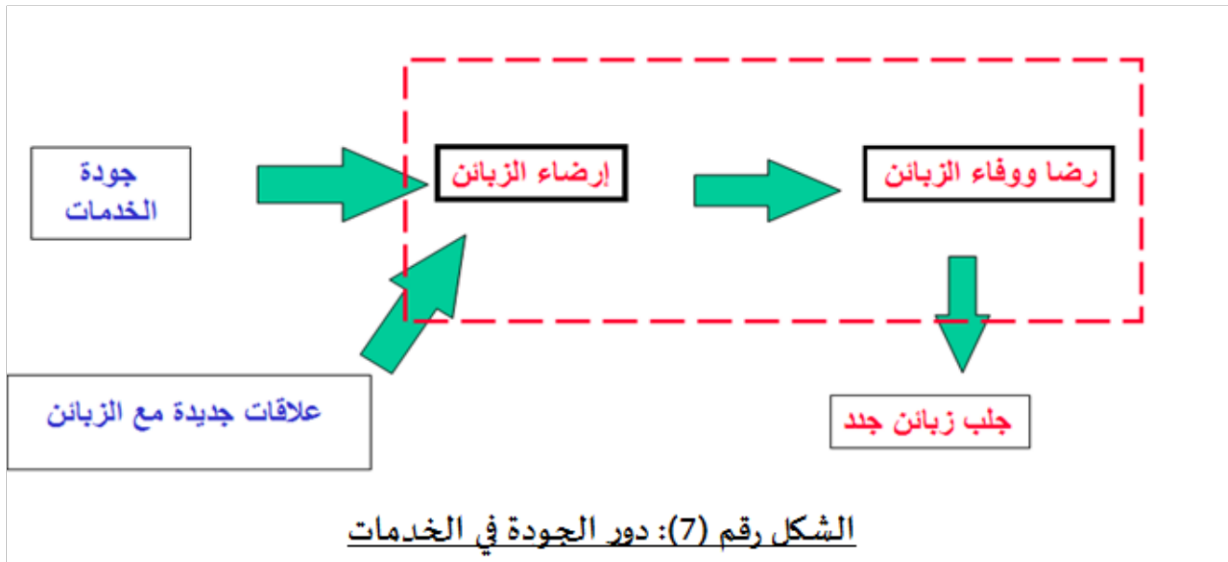 جودة
الخدمات
إرضاء الزبائن
رضا ووفاء الزبائن
علاقات جديدة مع الزبائن
جلب زبائن جدد
الشكل رقم (7): دور الجودة في الخدمات